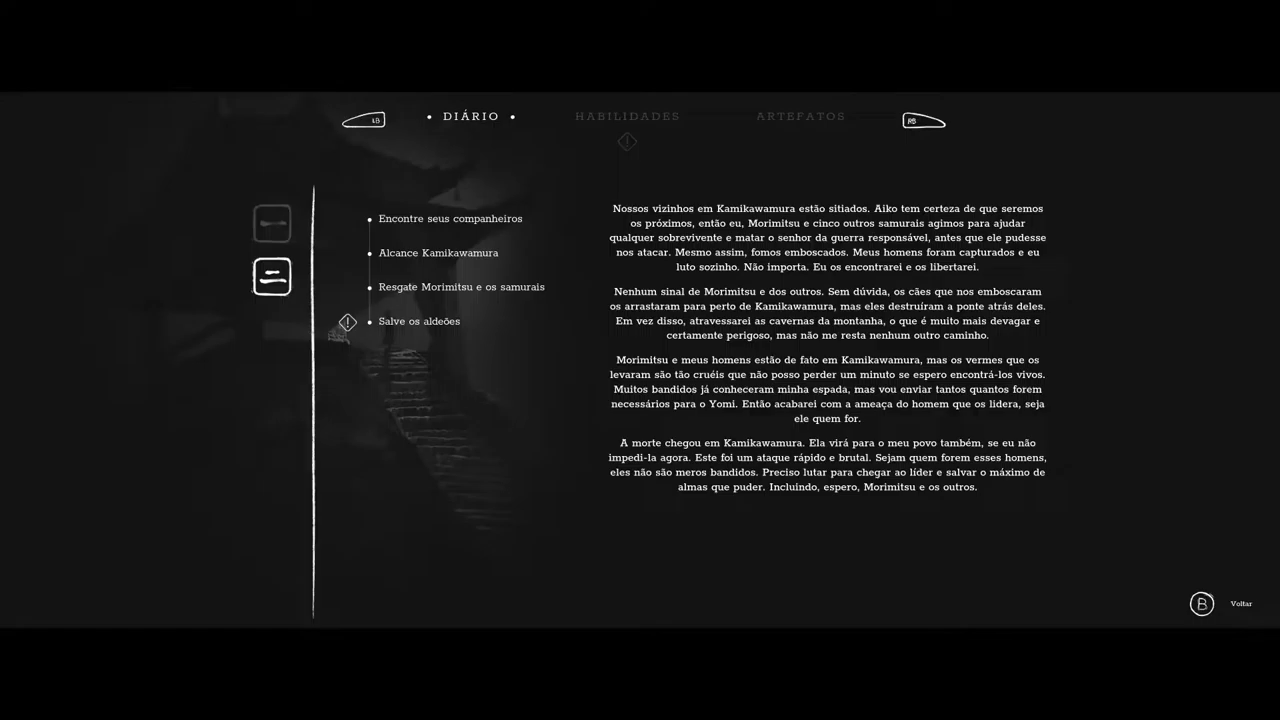 LB
• DIÁRIO •
HABILIDADES
ARTEFATOS
RB
!
一
二
Encontre seus companheiros
Alcance Kamikawamura
Resgate Morimitsu e os samurais
! Salve os aldeões
Nossos vizinhos em Kamikawamura estão sitiados. Aiko tem certeza de que seremos
os próximos, então eu, Morimitsu e cinco outros samurais agimos para ajudar
qualquer sobrevivente e matar o senhor da guerra responsável, antes que ele pudesse
nos atacar. Mesmo assim, fomos emboscados. Meus homens foram capturados e eu
luto sozinho. Não importa. Eu os encontrarei e os libertarei.
Nenhum sinal de Morimitsu e dos outros. Sem dúvida, os cães que nos emboscaram
os arrastaram para perto de Kamikawamura, mas eles destruíram a ponte atrás deles.
Em vez disso, atravessarei as cavernas da montanha, o que é muito mais devagar e
certamente perigoso, mas não me resta nenhum outro caminho.
Morimitsu e meus homens estão de fato em Kamikawamura, mas os vermes que os
levaram são tão cruéis que não posso perder um minuto se espero encontrá-los vivos.
Muitos bandidos já conheceram minha espada, mas vou enviar tantos quantos forem
necessários para o Yomi. Então acabarei com a ameaça do homem que os lidera, seja
ele quem for.
A morte chegou em Kamikawamura. Ela virá para o meu povo também, se eu não
impedi-la agora. Este foi um ataque rápido e brutal. Sejam quem forem esses homens,
eles não são meros bandidos. Preciso lutar para chegar ao líder e salvar o máximo de
almas que puder. Incluindo, espero, Morimitsu e os outros.
B Voltar